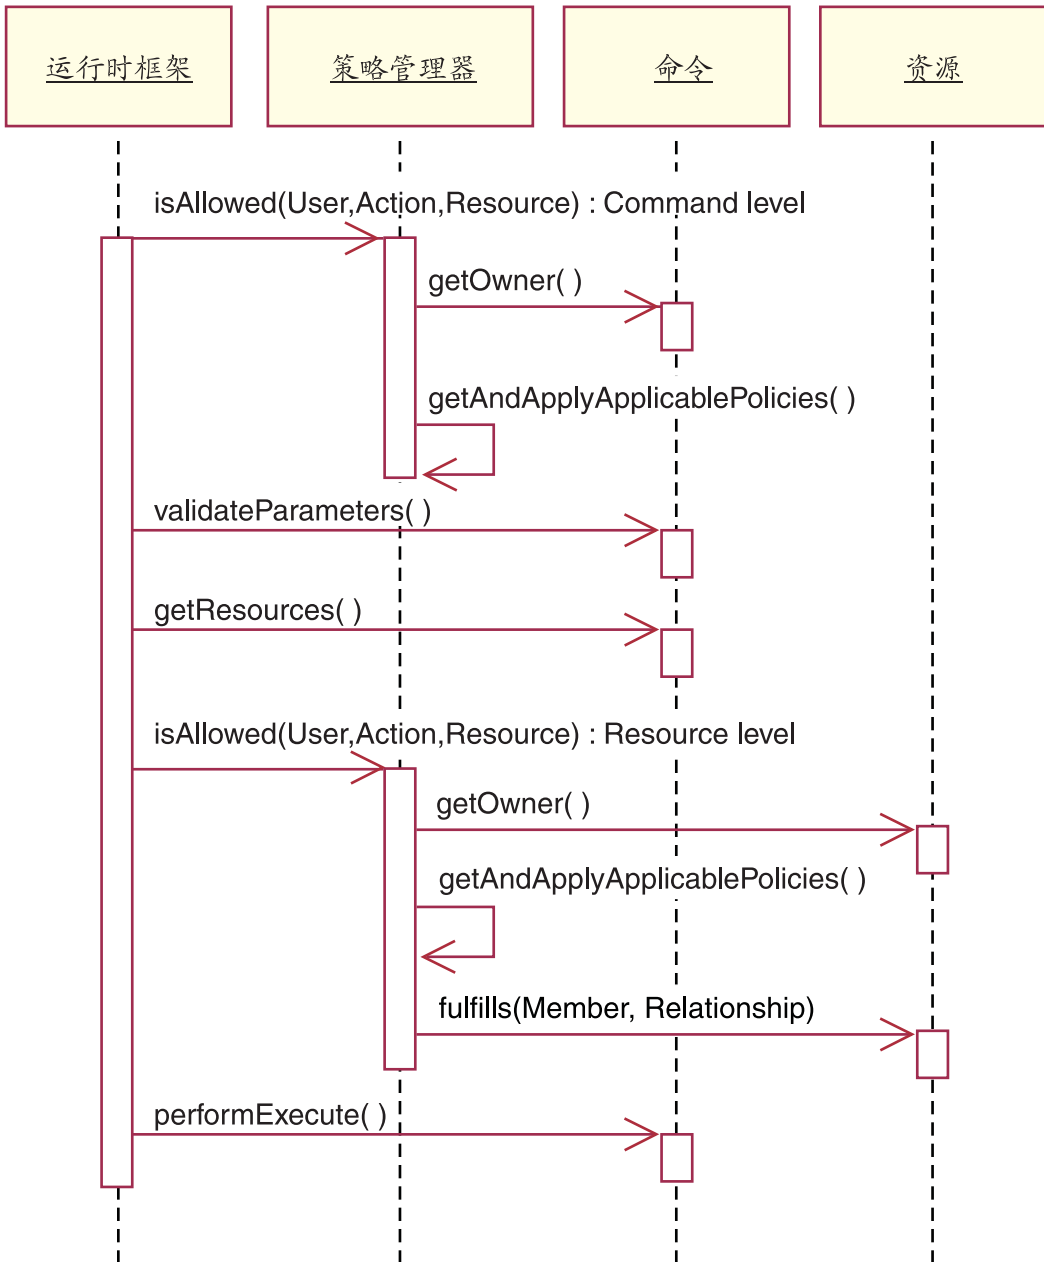 运行时框架
策略管理器
命令
资源
isAllowed(User,Action,Resource) : Command level
getOwner( )
getAndApplyApplicablePolicies( )
validateParameters( )
getResources( )
isAllowed(User,Action,Resource) : Resource level
getOwner( )
getAndApplyApplicablePolicies( )
fulfills(Member, Relationship)
performExecute( )